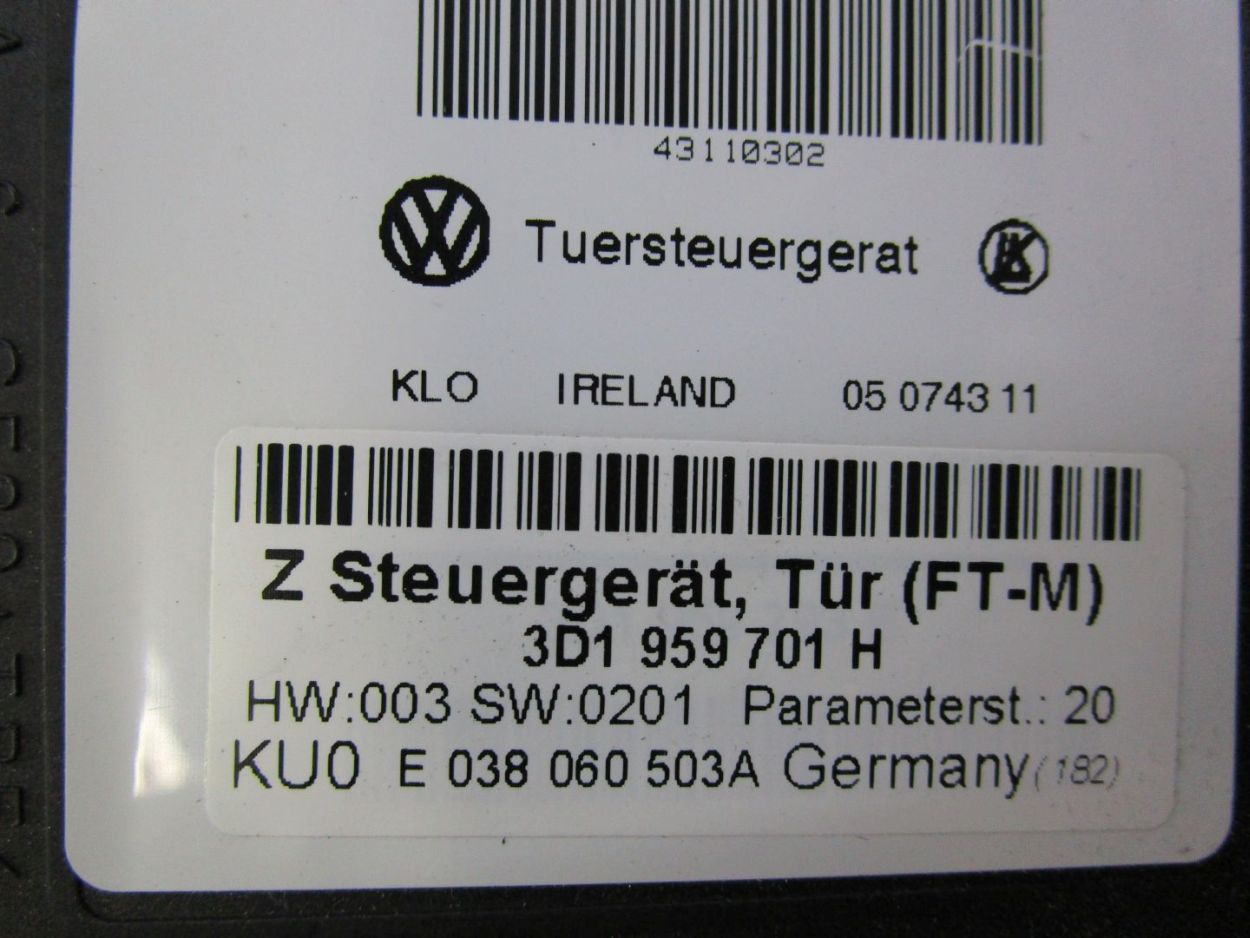 43110302
Tuersteuergerat
KLO IRELAND 05 0743 11
Z Steuergerät, Tür (FT-M)
3D1 959 701 H
HW:003 SW:0201 Parameterst.: 20
KU0 E 038 060 503A Germany (182)